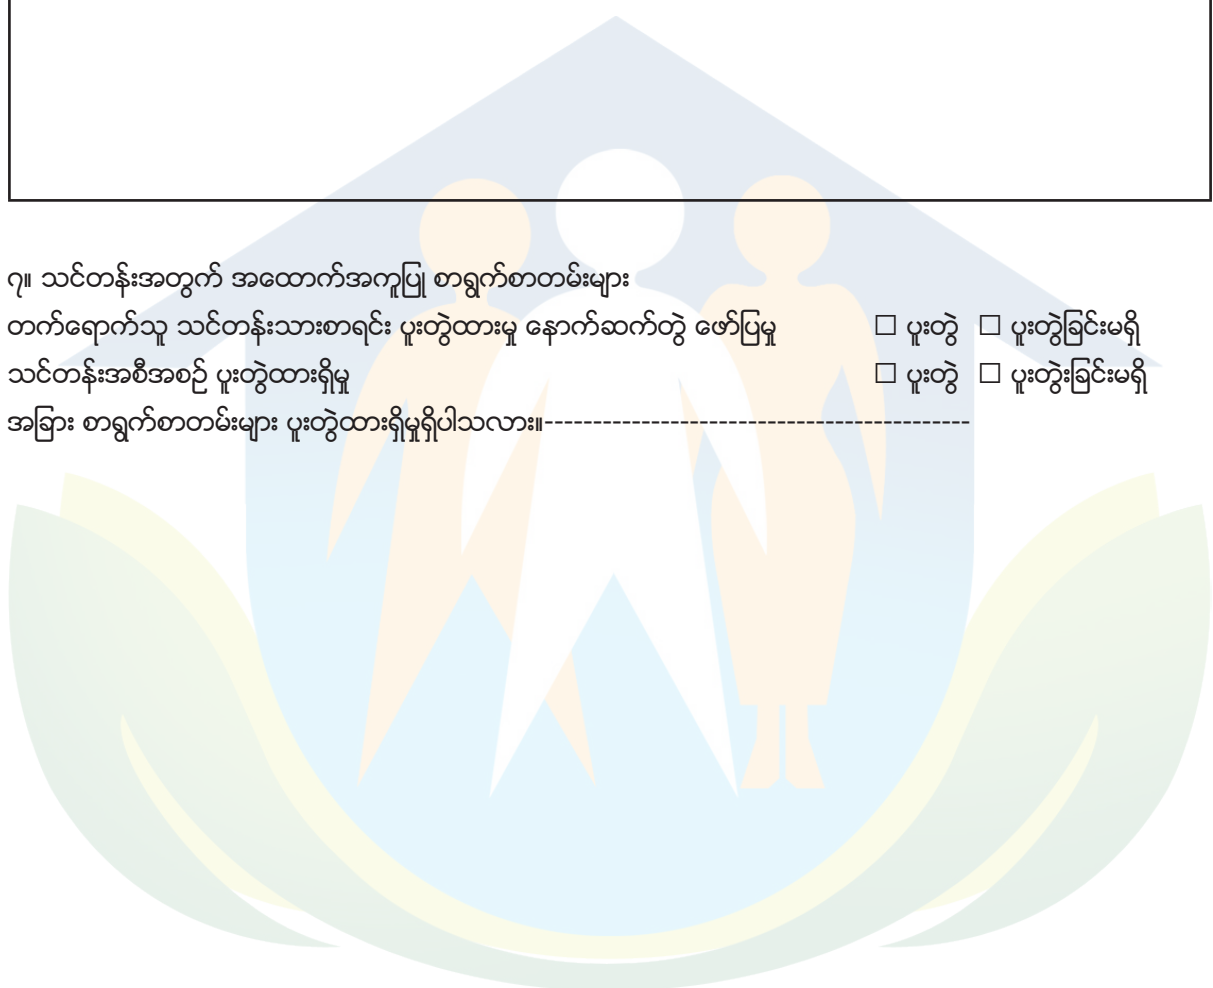 ၇။ သင်တန်းအတွက် အထောက်အကူပြု စာရွက်စာတမ်းများ
တက်ရောက်သူ သင်တန်းသားစာရင်း ပူးတွဲထားမှု နောက်ဆက်တွဲ ဖော်ပြမှု □ ပူးတွဲ □ ပူးတွဲခြင်းမရှိ
သင်တန်းအစီအစဉ် ပူးတွဲထားရှိမှု □ ပူးတွဲ □ ပူးတွဲးခြင်းမရှိ
အခြား စာရွက်စာတမ်းများ ပူးတွဲထားရှိမှုရှိပါသလား။--------------------------------------------